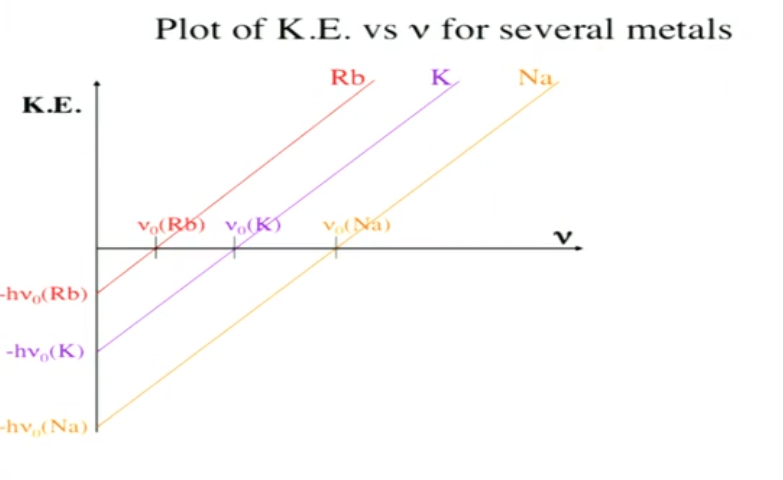 Plot of K.E. vs ν for several metals
Rb K Na
K.E.
ν₀(Rb) ν₀(K) ν₀(Na)
ν
-hν₀(Rb)
-hν₀(K)
-hν₀(Na)